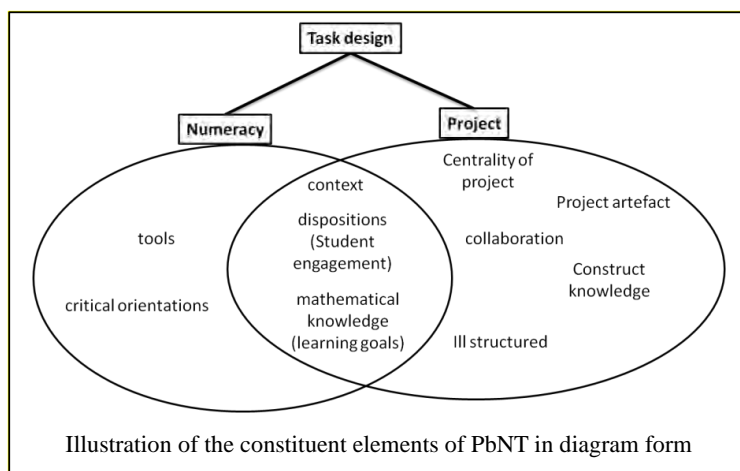 Task design
Numeracy
Project
tools
critical orientations
context
dispositions
(Student
engagement)
mathematical
knowledge
(learning goals)
Centrality of
project
Project artefact
collaboration
Construct
knowledge
Ill structured
Illustration of the constituent elements of PbNT in diagram form